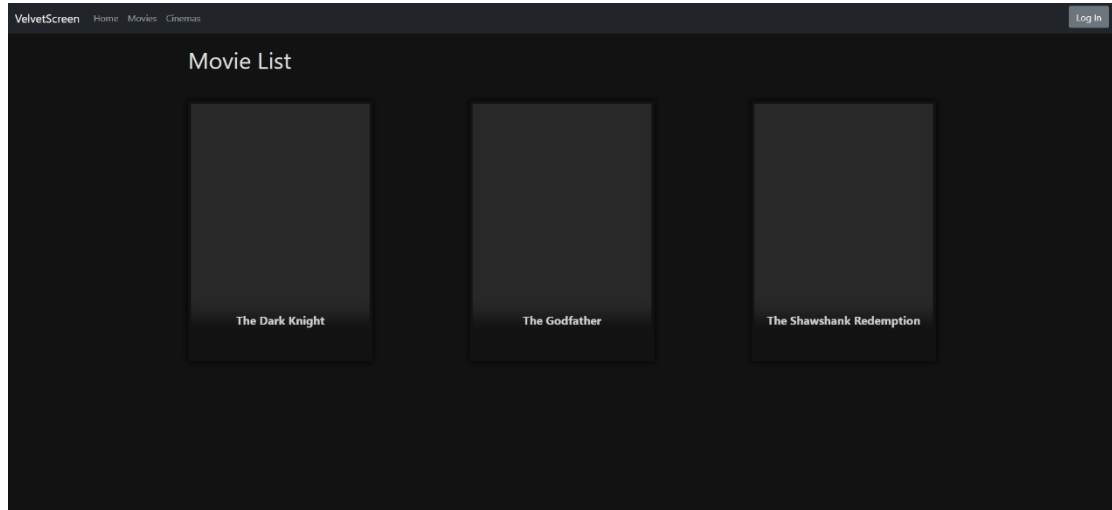 VelvetScreen Home Movies Cinemas Log In
Movie List
The Dark Knight
The Godfather
The Shawshank Redemption